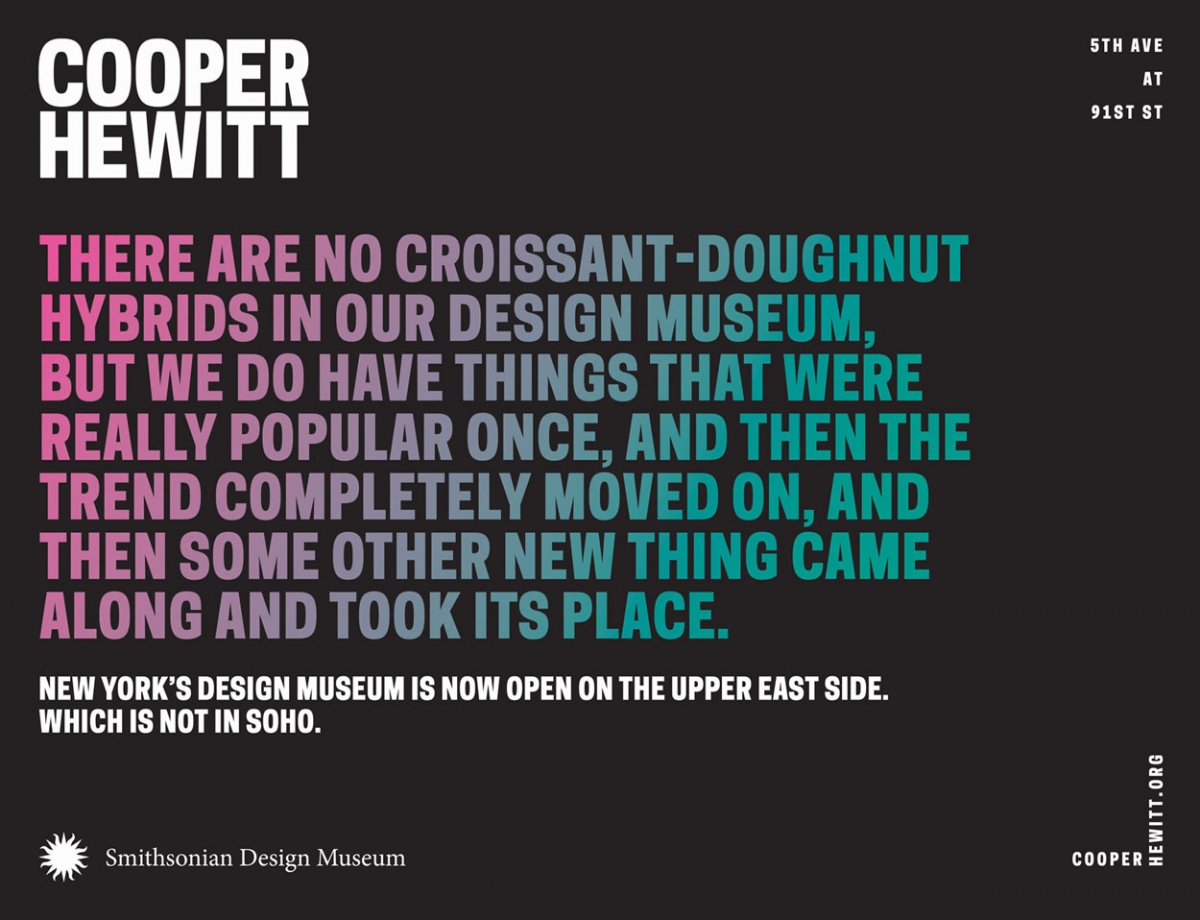 COOPER
HEWITT
5TH AVE
AT
91ST ST
THERE ARE NO CROISSANT-DOUGHNUT
HYBRIDS IN OUR DESIGN MUSEUM,
BUT WE DO HAVE THINGS THAT WERE
REALLY POPULAR ONCE, AND THEN THE
TREND COMPLETELY MOVED ON, AND
THEN SOME OTHER NEW THING CAME
ALONG AND TOOK ITS PLACE.
NEW YORK’S DESIGN MUSEUM IS NOW OPEN ON THE UPPER EAST SIDE.
WHICH IS NOT IN SOHO.
Smithsonian Design Museum
COOPER
HEWITT.ORG